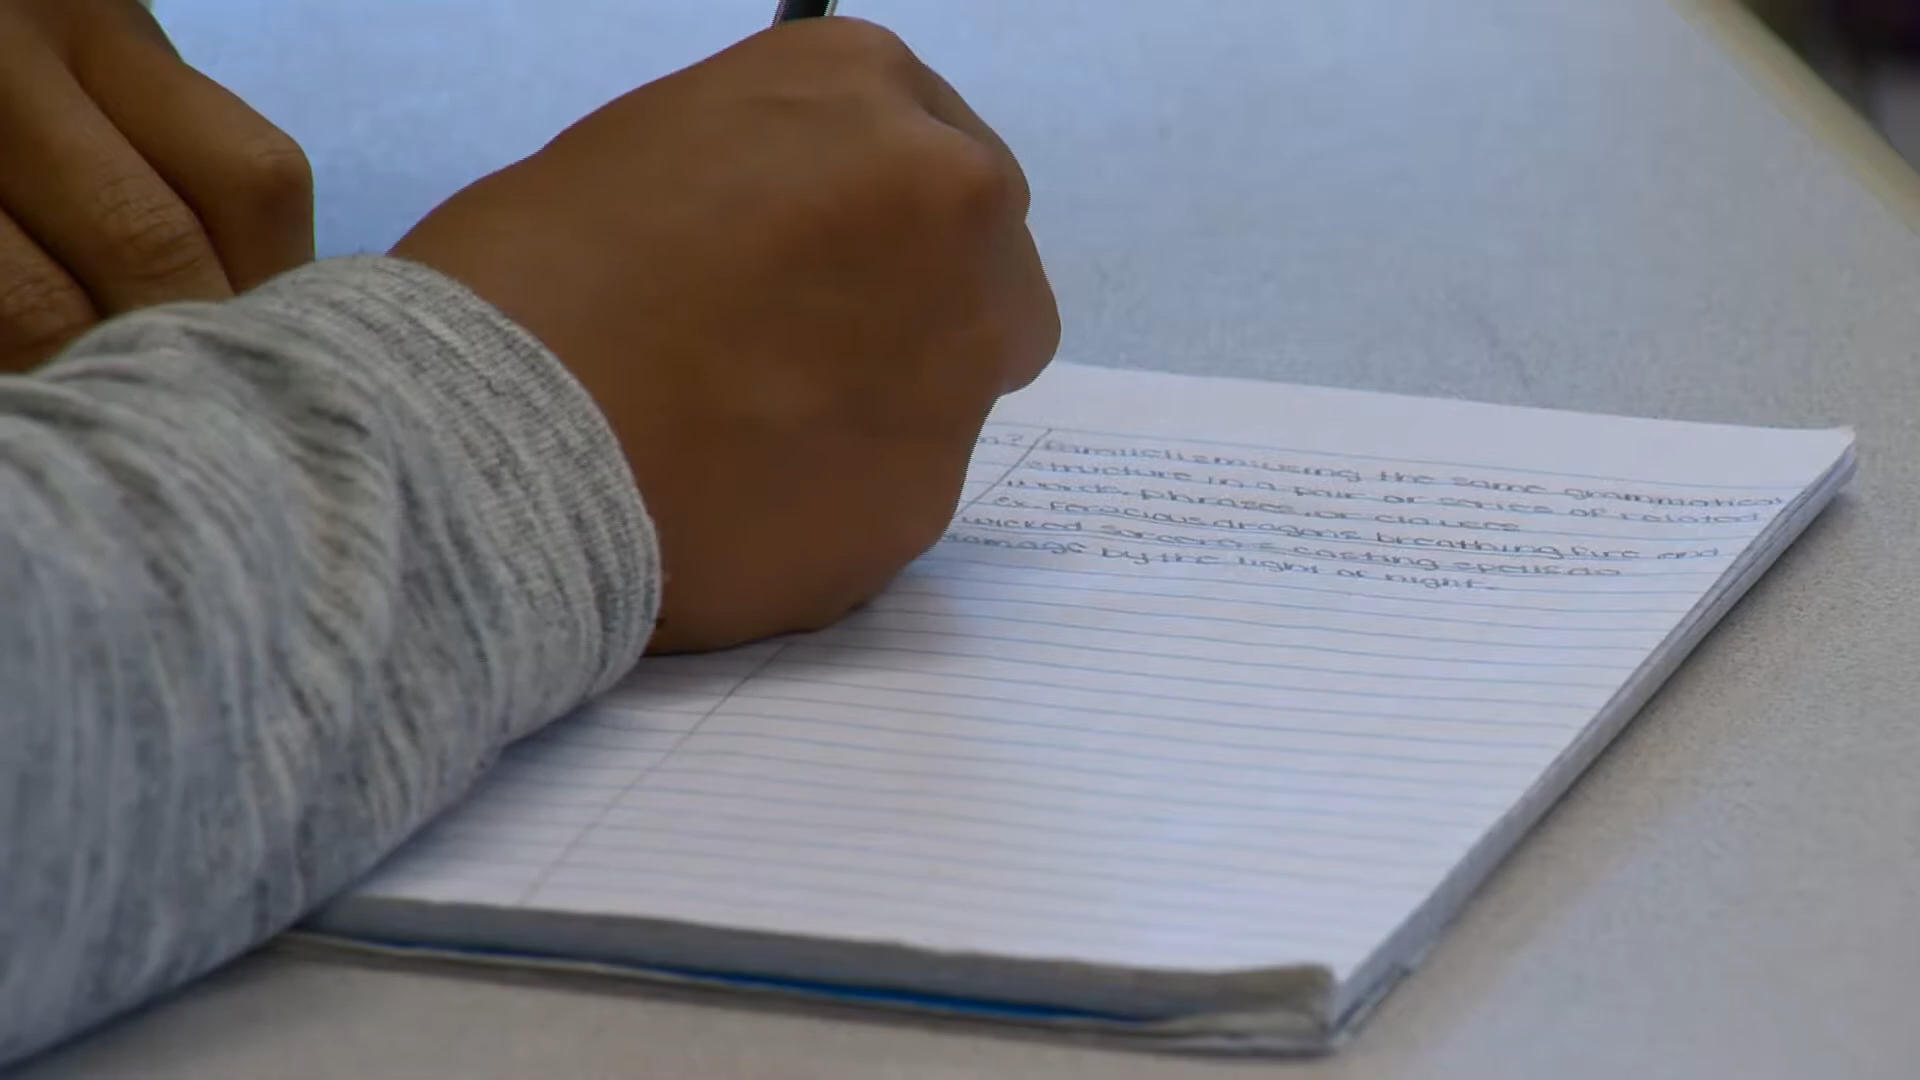 Parallelism: using the same grammatical
structure in a pair or series of related
words, phrases, or clauses
Ex. Ferocious dragons breathing fire and
wicked sorcerers casting spells do
damage by the light of night.